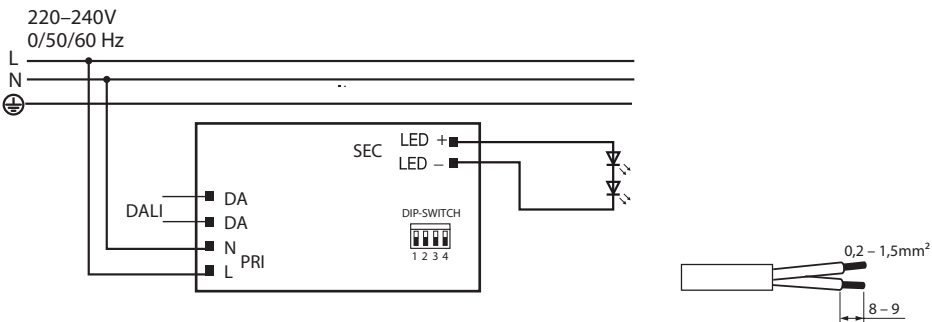 220–240V
0/50/60 Hz
L
N
SEC
LED +
LED –
DALI
DA
DA
N
PRI
L
DIP-SWITCH
1 2 3 4
0,2 – 1,5mm²
8 – 9